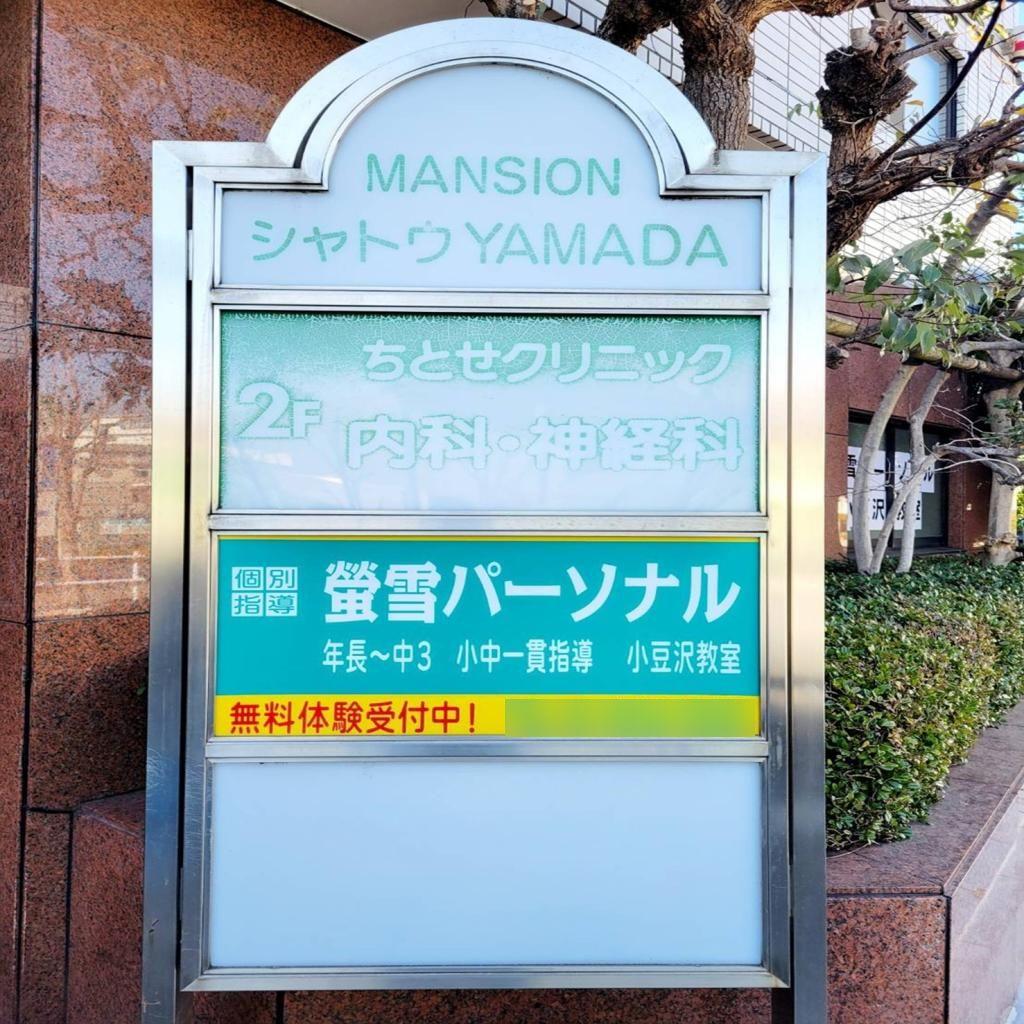 MANSION
シャトウYAMADA
2F
ちとせクリニック
内科・神経科
個別
指導
螢雪パーソナル
年長～中3 小中一貫指導 小豆沢教室
無料体験受付中!